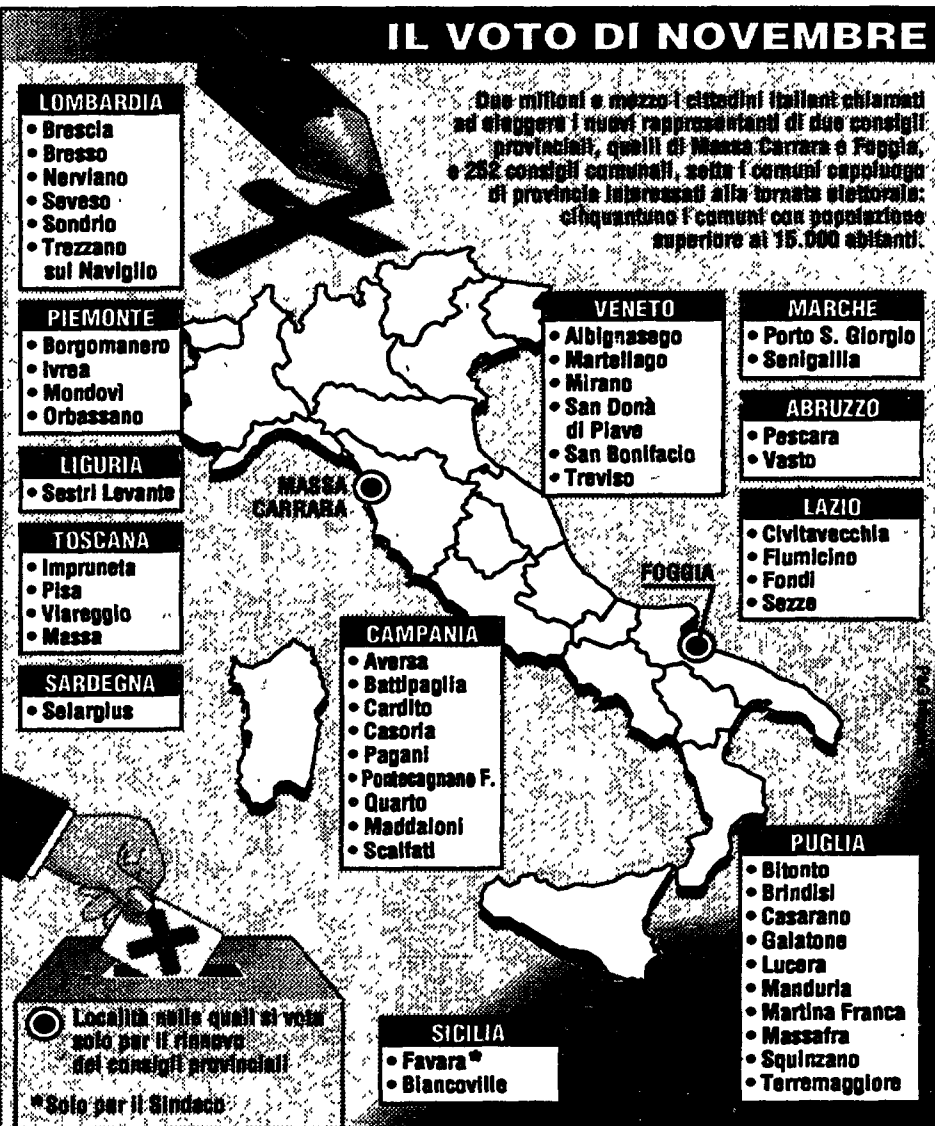 IL VOTO DI NOVEMBRE
Due milioni e mezzo i cittadini italiani chiamati
ad eleggere i nuovi rappresentanti di due consigli
provinciali, quelli di Massa Carrara e Foggia,
e 252 consigli comunali, sette i comuni capoluogo
di provincia interessati alla tornata elettorale:
cinquantuno i comuni con popolazione
superiore ai 15.000 abitanti.
LOMBARDIA
• Brescia
• Bresso
• Nerviano
• Seveso
• Sondrio
• Trezzano
sul Naviglio
PIEMONTE
• Borgomanero
• Ivrea
• Mondovì
• Orbassano
LIGURIA
• Sestri Levante
TOSCANA
• Impruneta
• Pisa
• Viareggio
• Massa
SARDEGNA
• Selargius
VENETO
• Albignasego
• Martellago
• Mirano
• San Donà
di Piave
• San Bonifacio
• Treviso
MARCHE
• Porto S. Giorgio
• Senigallia
ABRUZZO
• Pescara
• Vasto
LAZIO
• Civitavecchia
• Fiumicino
• Fondi
• Sezze
MASSA
CARRARA
FOGGIA
CAMPANIA
• Aversa
• Battipaglia
• Cardito
• Casoria
• Pagani
• Pontecagnano F.
• Quarto
• Maddaloni
• Scalfati
PUGLIA
• Bitonto
• Brindisi
• Casarano
• Galatone
• Lucera
• Manduria
• Martina Franca
• Massafra
• Squinzano
• Terremaggiore
SICILIA
• Favara*
• Biancoville
Località nelle quali si vota
solo per il rinnovo
dei consigli provinciali
*Solo per il Sindaco